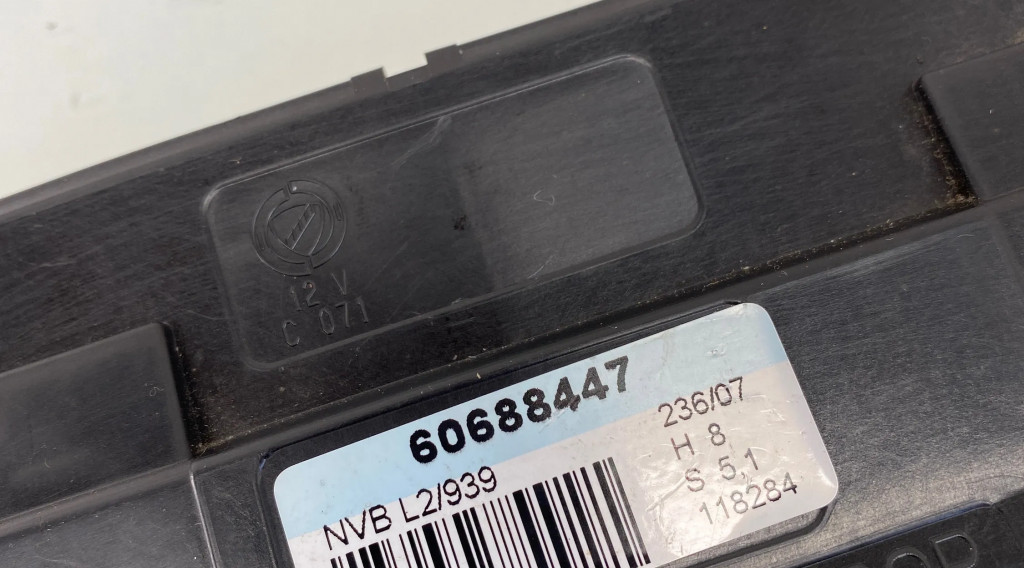 12 V
C 071
60688447
NVB L2/939
236/07
H 8
S 5,1
118284